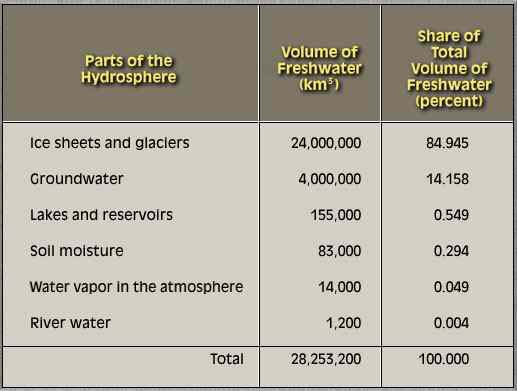 Parts of the
Hydrosphere
Volume of
Freshwater
(km³)
Share of
Total
Volume of
Freshwater
(percent)
Ice sheets and glaciers 24,000,000 84.945
Groundwater 4,000,000 14.158
Lakes and reservoirs 155,000 0.549
Soil moisture 83,000 0.294
Water vapor in the atmosphere 14,000 0.049
River water 1,200 0.004
Total 28,253,200 100.000